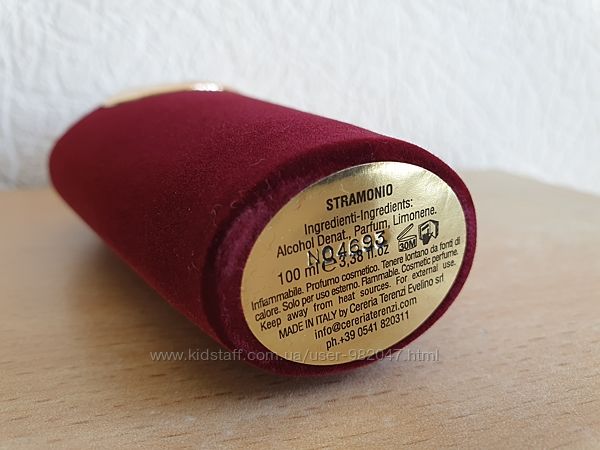 STRAMONIO
Ingredienti-Ingredients:
Alcohol Denat., Parfum, Limonene.
NO4693
100 ml e 3,38 fl.oz 30M
Infiammabile. Profumo cosmetico. Tenere lontano da fonti di
calore. Solo per uso esterno. Flammable. Cosmetic perfume.
Keep away from heat sources. For external use.
MADE IN ITALY by Cereria Terenzi Evelino srl
info@cereriaterenzi.com
ph.+39 0541 820311
www.kidstaff.com.ua/user-982047.html